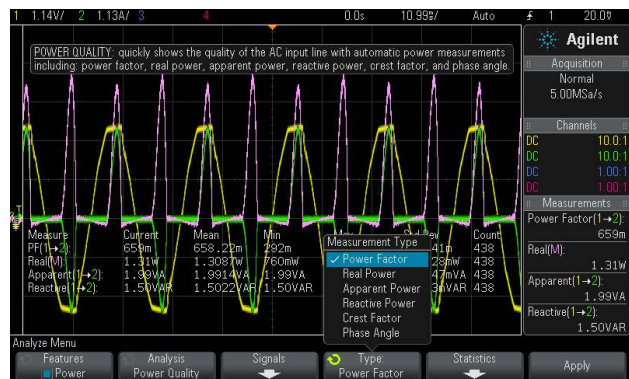 1 1.14V/ 2 1.13A/ 3 4 0.0s 10.99%/ Auto 1 20.0V
POWER QUALITY: quickly shows the quality of the AC input line with automatic power measurements
including: power factor, real power, apparent power, reactive power, crest factor, and phase angle.
Agilent
Acquisition
Normal
5.00MSa/s
Channels
DC 10.0:1
DC 10.0:1
DC 1.00:1
DC 1.00:1
Measurements
Power Factor(1→2):
659m
Real(M):
1.31W
Apparent(1→2):
1.99VA
Reactive(1→2):
1.50VAR
Measure Current Mean Min Dev Count
PF(1→2): 659m 658.22m 292m 41m 438
Real(M): 1.31W 1.3087W 760mW 28mW 438
Apparent(1→2): 1.99VA 1.9914VA 1.99VA 47mVA 438
Reactive(1→2): 1.50VAR 1.5022VAR 1.50VAR mVAR 438
Measurement Type
✓ Power Factor
Real Power
Apparent Power
Reactive Power
Crest Factor
Phase Angle
Analyze Menu
Features
Power
Analysis
Power Quality
Signals
Type:
Power Factor
Statistics
Apply